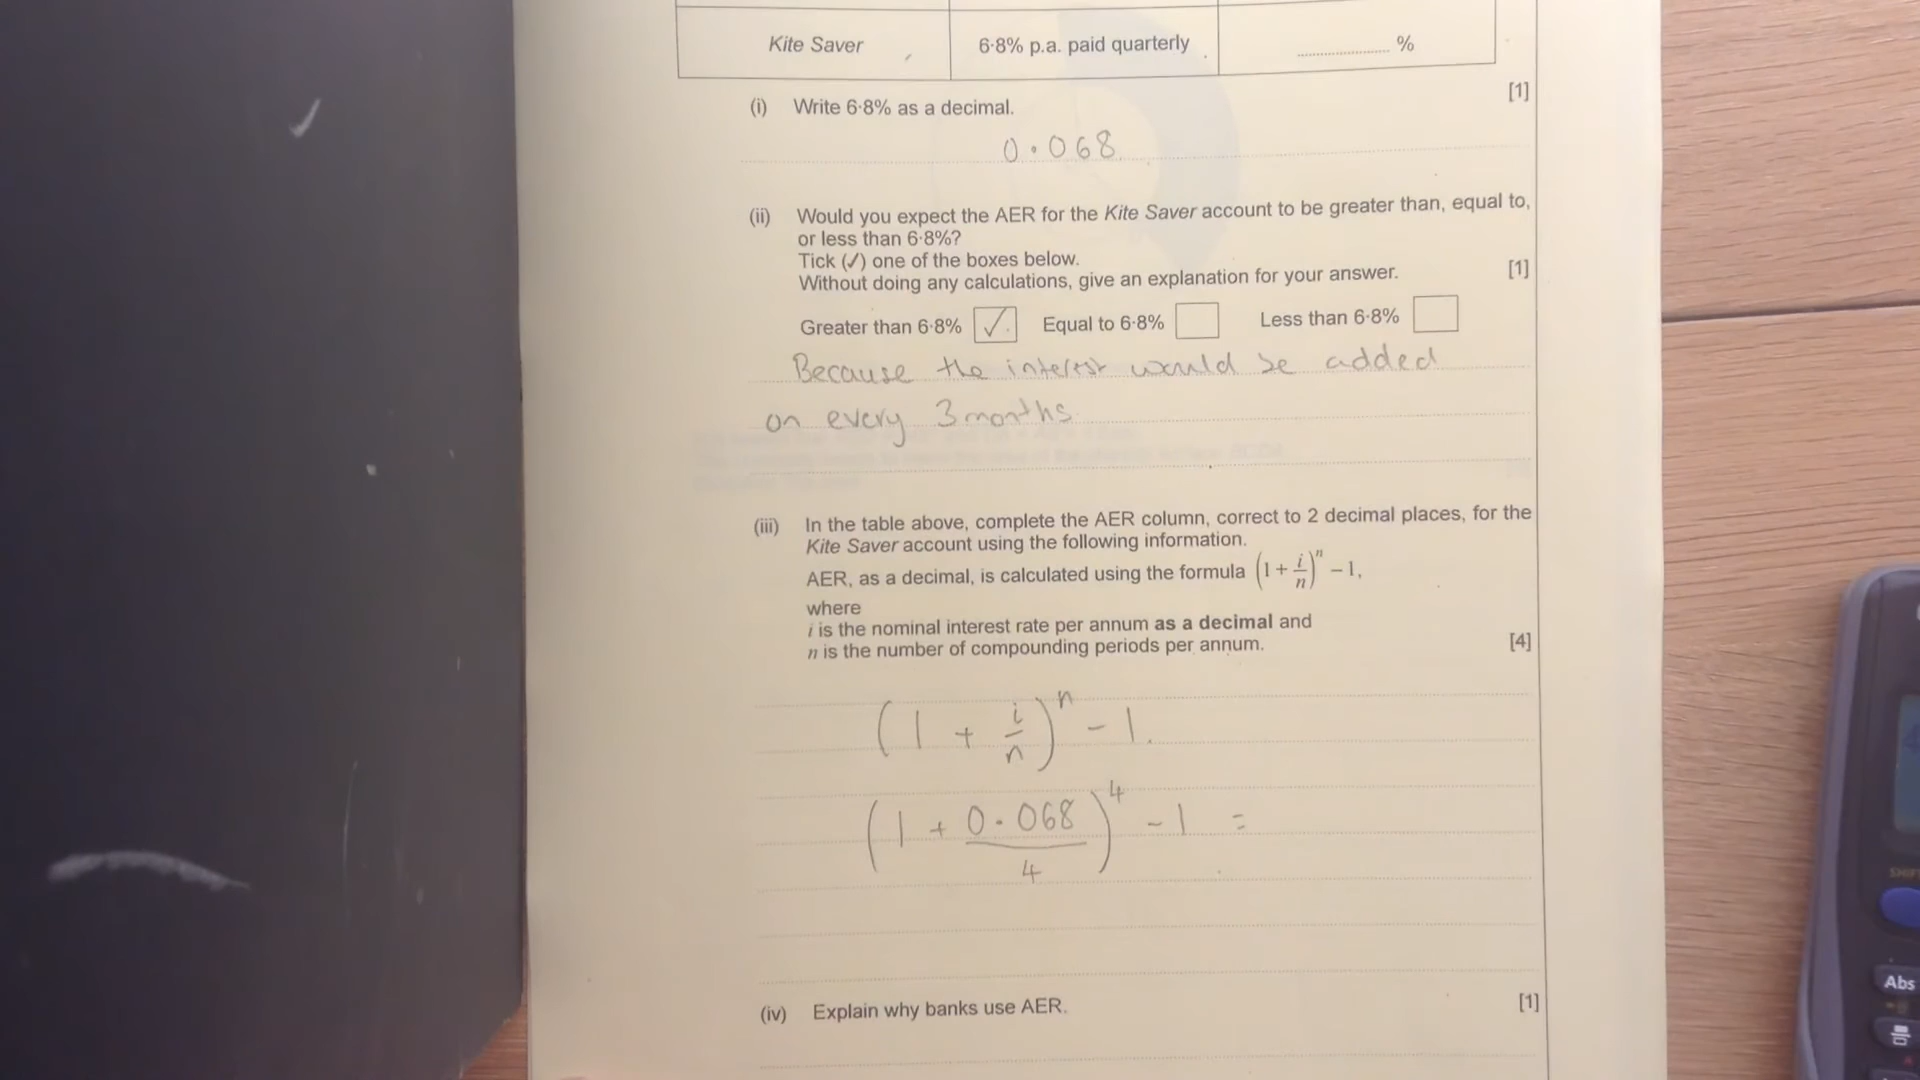 Kite Saver 6·8% p.a. paid quarterly .......................... %
[1]
(i) Write 6·8% as a decimal.
0.068
(ii) Would you expect the AER for the Kite Saver account to be greater than, equal to,
or less than 6·8%?
Tick (✓) one of the boxes below.
Without doing any calculations, give an explanation for your answer. [1]
Greater than 6·8% ✓ Equal to 6·8% Less than 6·8%
Because the interest would be added
on every 3 months
(iii) In the table above, complete the AER column, correct to 2 decimal places, for the
Kite Saver account using the following information.
AER, as a decimal, is calculated using the formula (1 + i/n)^n − 1,
where
i is the nominal interest rate per annum as a decimal and
n is the number of compounding periods per annum. [4]
(1 + i/n)^n - 1.
(1 + 0.068/4)^4 - 1 =
(iv) Explain why banks use AER. [1]
Abs